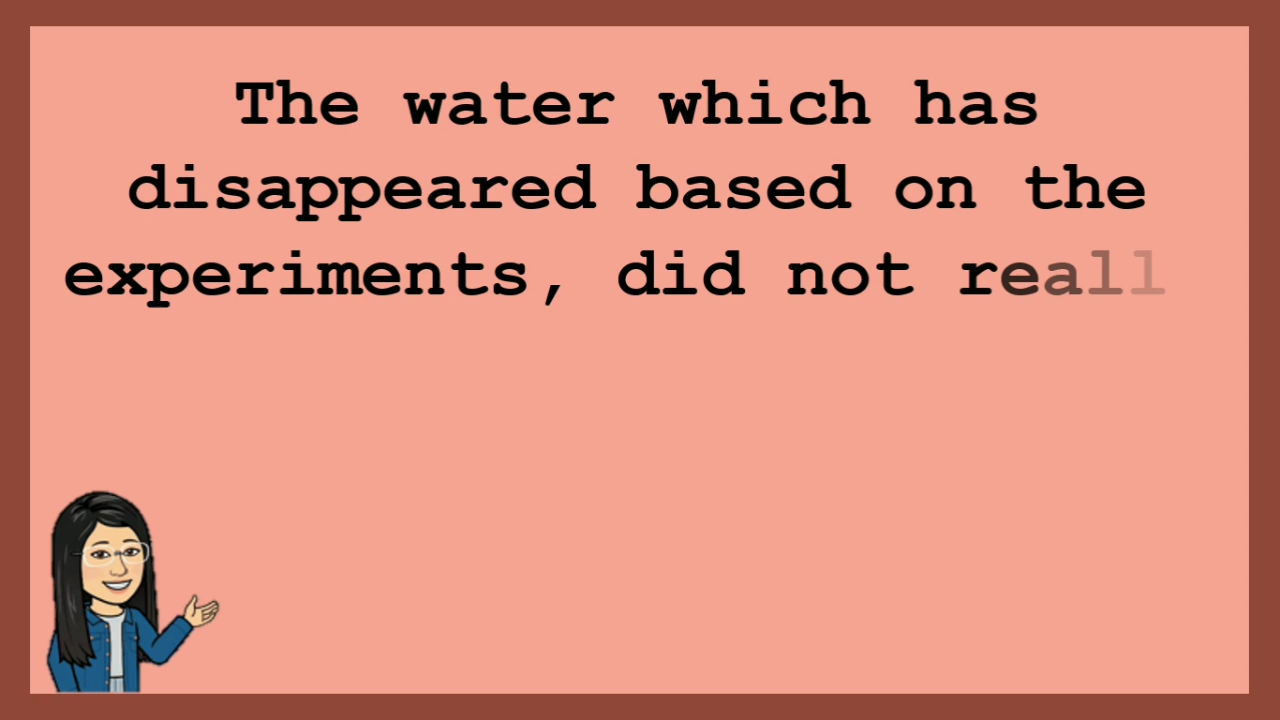 The water which has
disappeared based on the
experiments, did not reall